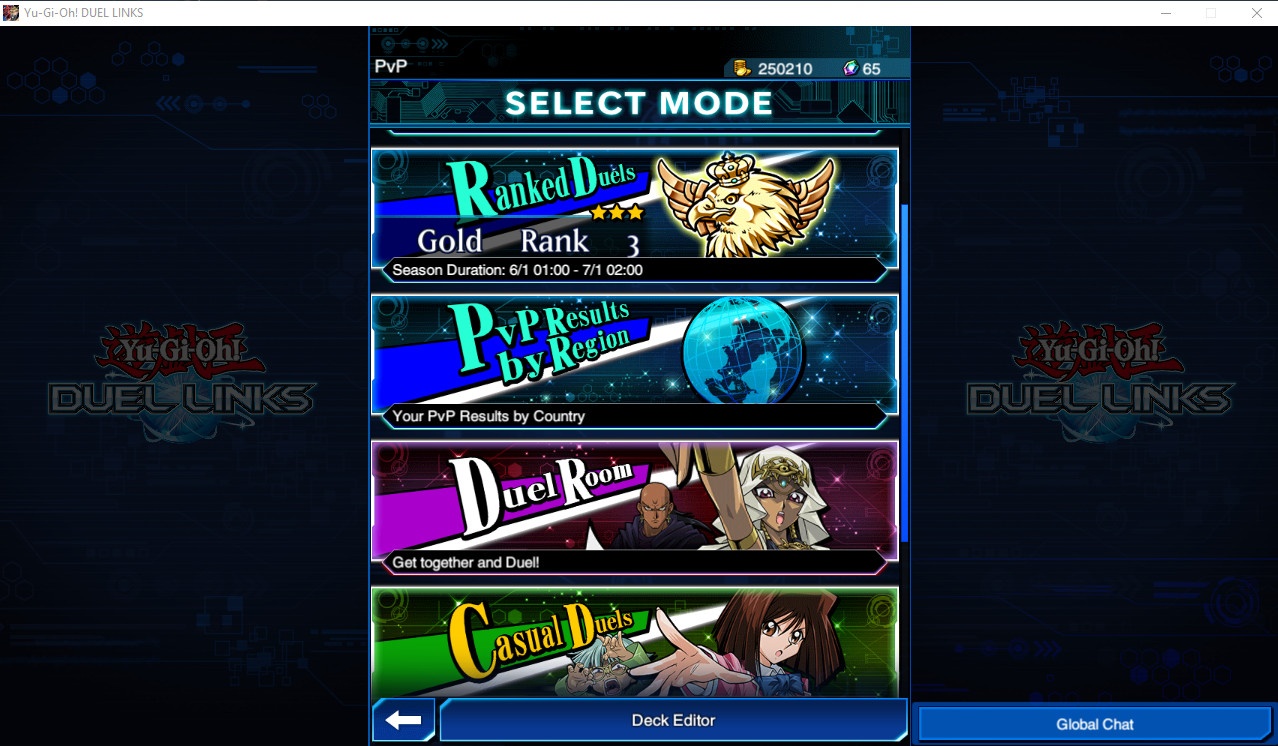 Yu-Gi-Oh! DUEL LINKS
PvP
250210
65
SELECT MODE
Ranked Duels
Gold Rank 3
Season Duration: 6/1 01:00 - 7/1 02:00
PvP Results
by Region
Your PvP Results by Country
Duel Room
Get together and Duel!
Casual Duels
Deck Editor
Global Chat
Yu-Gi-Oh!
DUEL LINKS
Yu-Gi-Oh!
DUEL LINKS